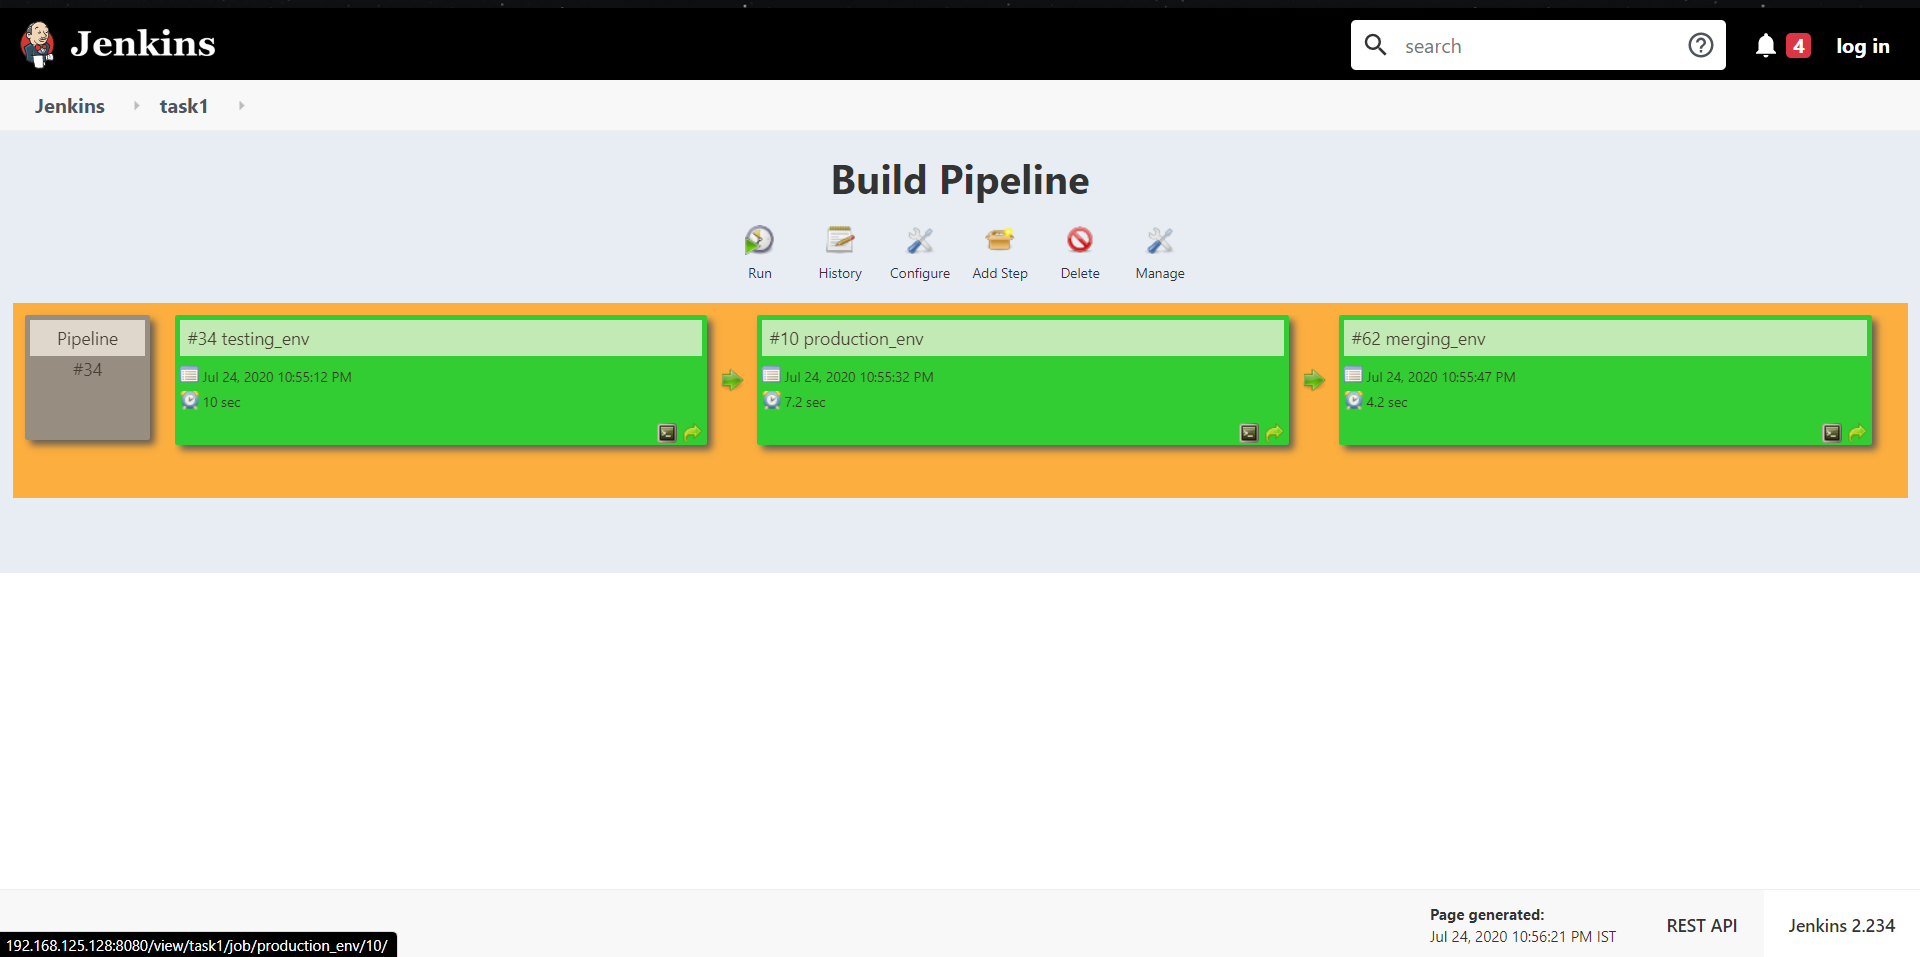 Jenkins
search
4
log in
Jenkins
task1
Build Pipeline
Run
History
Configure
Add Step
Delete
Manage
Pipeline
#34
#34 testing_env
Jul 24, 2020 10:55:12 PM
10 sec
#10 production_env
Jul 24, 2020 10:55:32 PM
7.2 sec
#62 merging_env
Jul 24, 2020 10:55:47 PM
4.2 sec
Page generated:
Jul 24, 2020 10:56:21 PM IST
REST API
Jenkins 2.234
192.168.125.128:8080/view/task1/job/production_env/10/